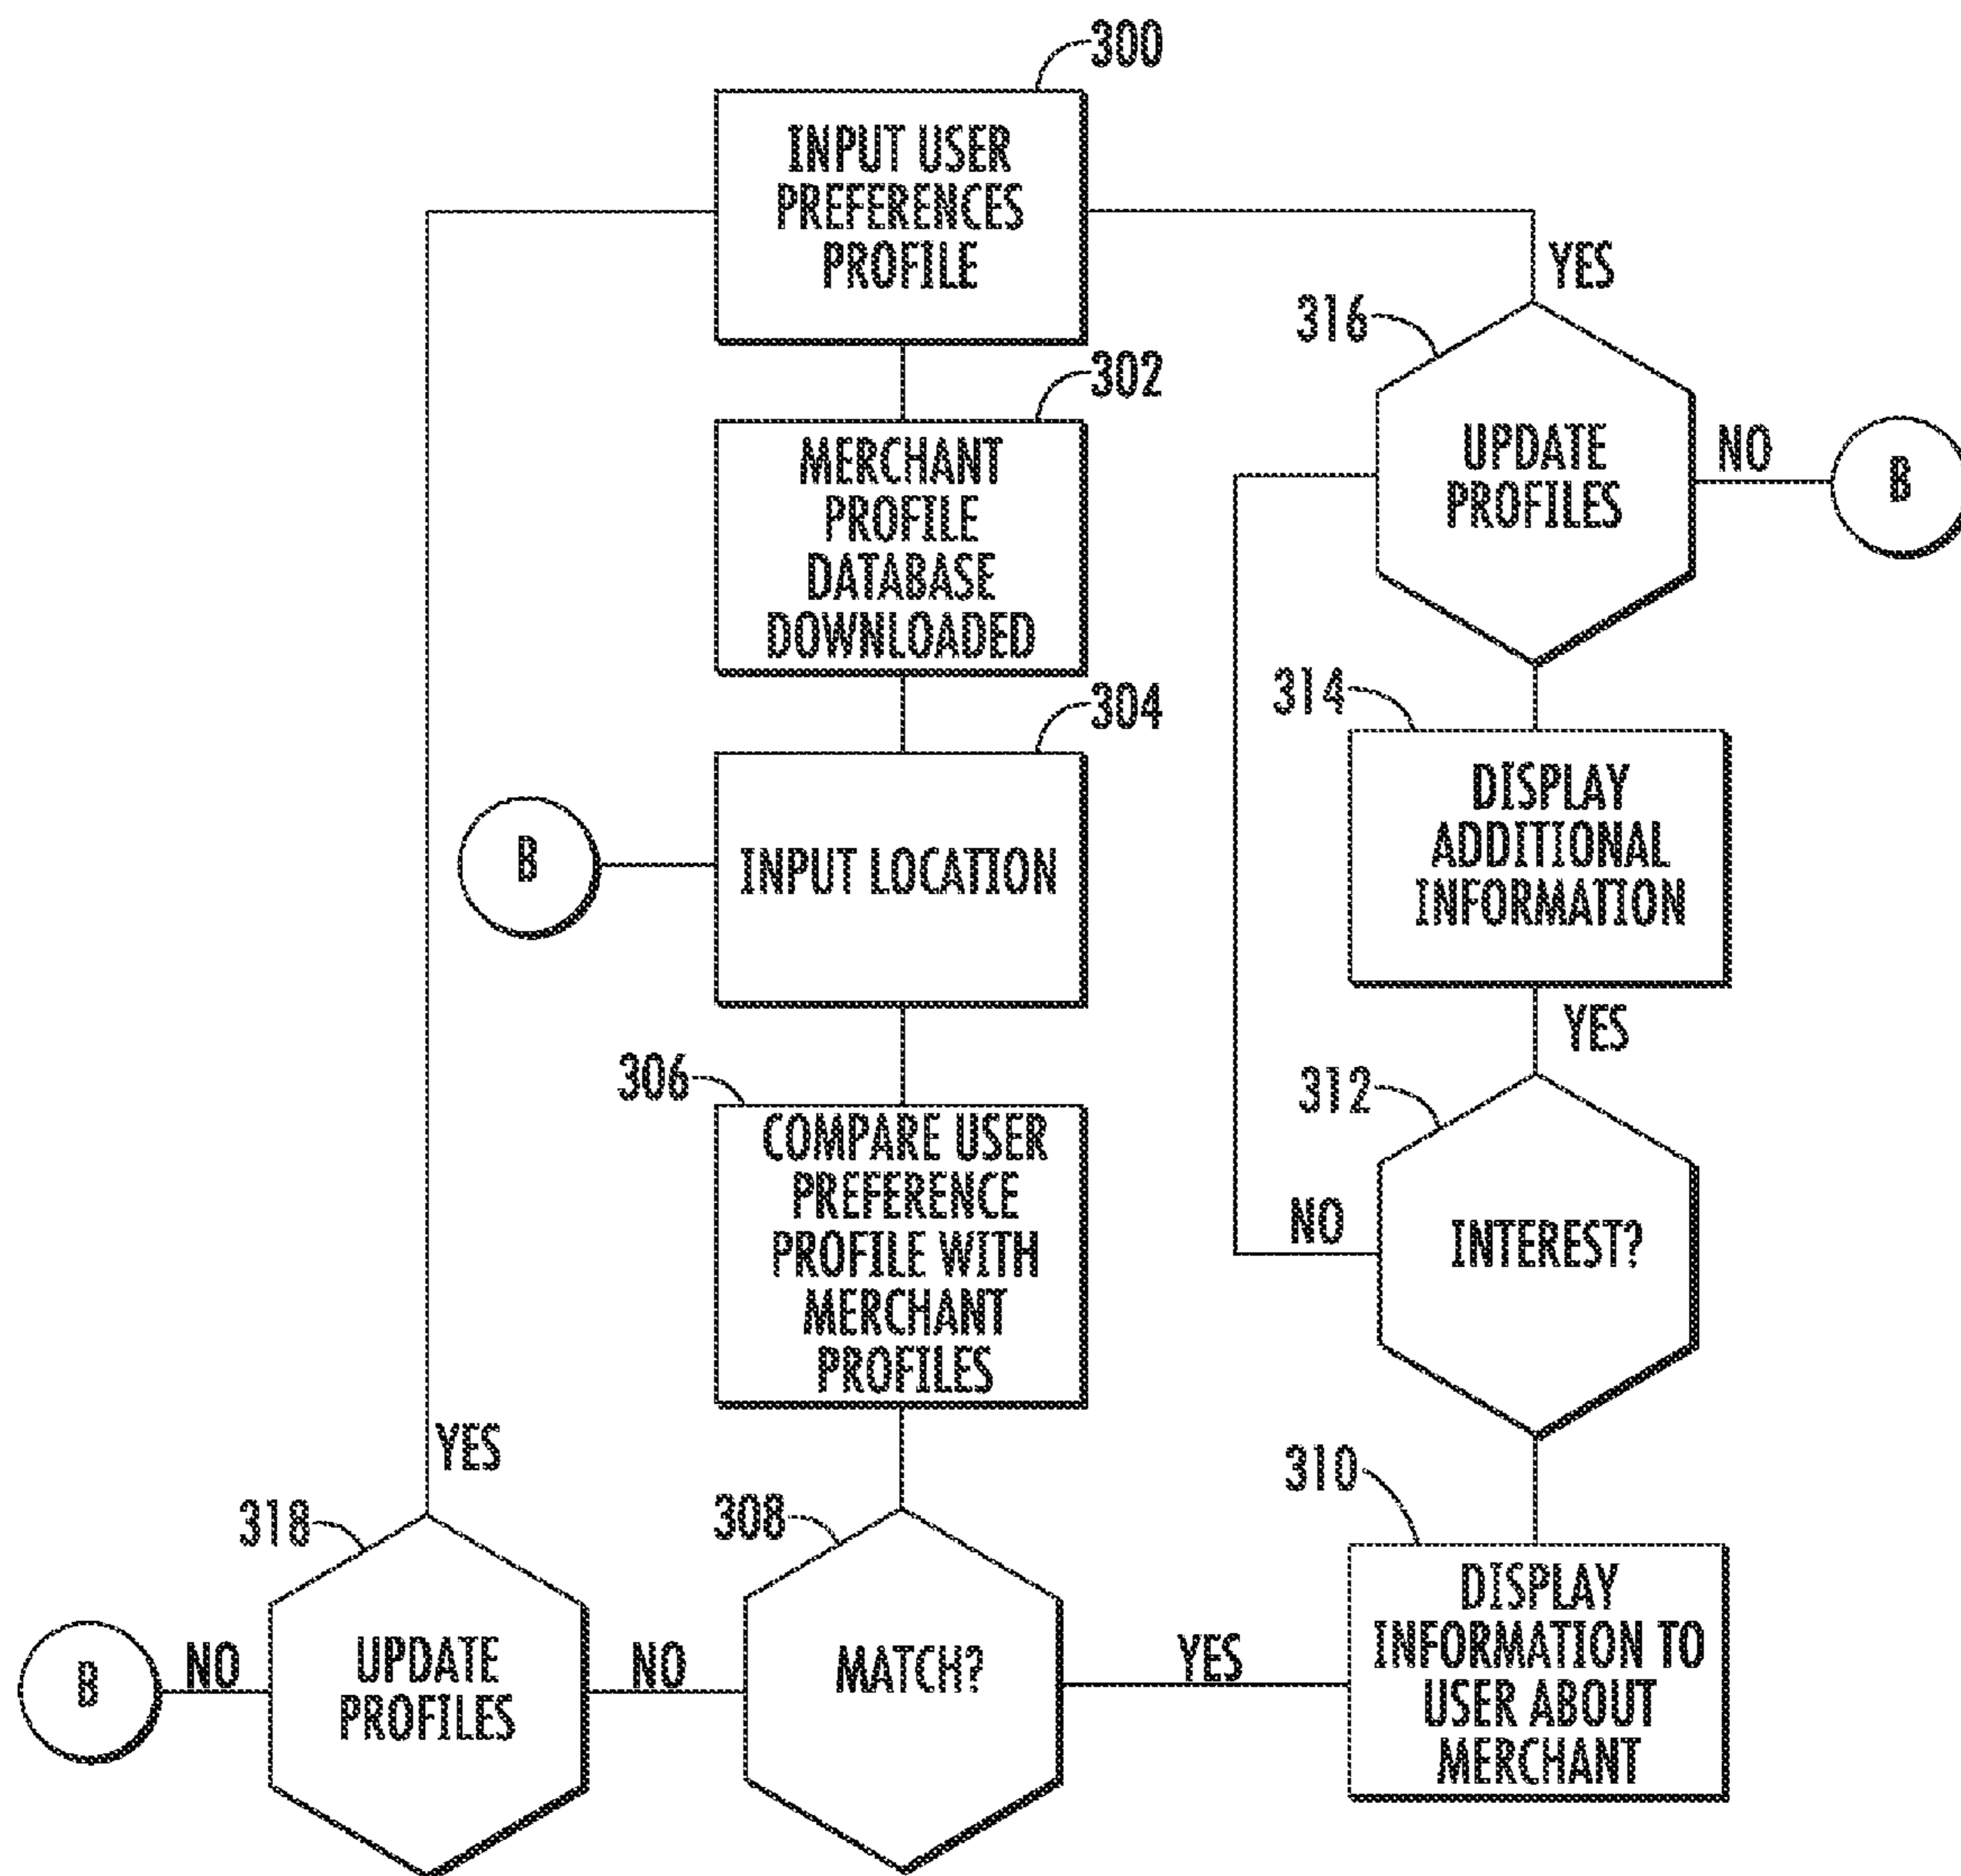 300
INPUT USER
PREFERENCES
PROFILE
YES
316
UPDATE
PROFILES
NO
B
302
MERCHANT
PROFILE
DATABASE
DOWNLOADED
304
INPUT LOCATION
B
314
DISPLAY
ADDITIONAL
INFORMATION
YES
306
COMPARE USER
PREFERENCE
PROFILE WITH
MERCHANT
PROFILES
312
INTEREST?
NO
YES
318
UPDATE
PROFILES
NO
B
NO
308
MATCH?
YES
310
DISPLAY
INFORMATION TO
USER ABOUT
MERCHANT